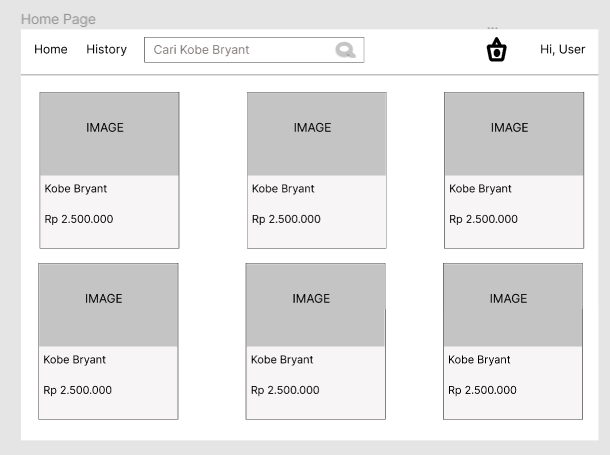 Home Page
Home History Cari Kobe Bryant Hi, User
IMAGE IMAGE IMAGE
Kobe Bryant Kobe Bryant Kobe Bryant
Rp 2.500.000 Rp 2.500.000 Rp 2.500.000
IMAGE IMAGE IMAGE
Kobe Bryant Kobe Bryant Kobe Bryant
Rp 2.500.000 Rp 2.500.000 Rp 2.500.000